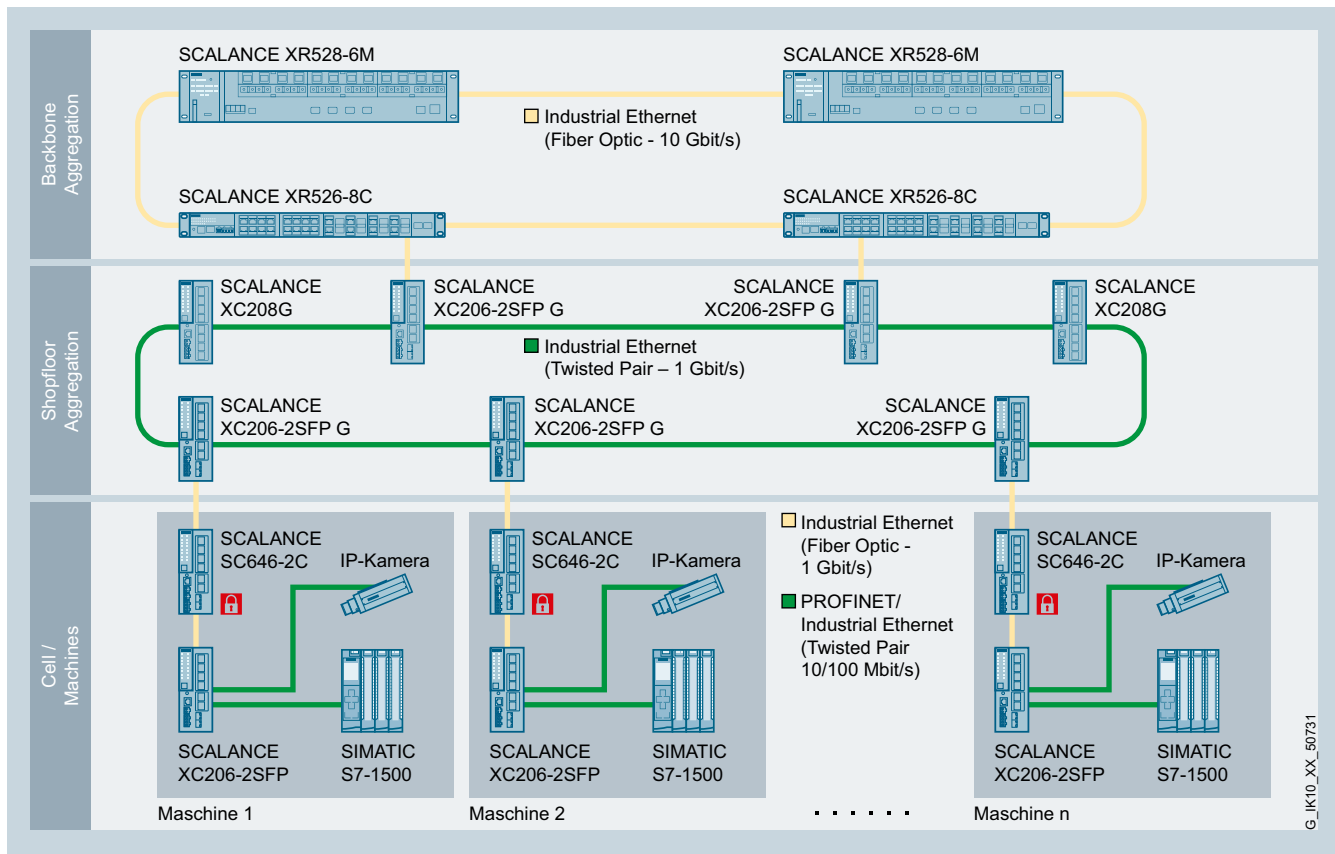 Backbone
Aggregation
SCALANCE XR528-6M
SCALANCE XR528-6M
Industrial Ethernet
(Fiber Optic - 10 Gbit/s)
SCALANCE XR526-8C
SCALANCE XR526-8C
Shopfloor
Aggregation
SCALANCE
XC208G
SCALANCE
XC206-2SFP G
SCALANCE
XC206-2SFP G
SCALANCE
XC208G
Industrial Ethernet
(Twisted Pair – 1 Gbit/s)
SCALANCE
XC206-2SFP G
SCALANCE
XC206-2SFP G
SCALANCE
XC206-2SFP G
Cell /
Machines
SCALANCE
SC646-2C
IP-Kamera
SCALANCE
XC206-2SFP
SIMATIC
S7-1500
Maschine 1
SCALANCE
SC646-2C
IP-Kamera
SCALANCE
XC206-2SFP
SIMATIC
S7-1500
Maschine 2
Industrial Ethernet
(Fiber Optic -
1 Gbit/s)
PROFINET/
Industrial Ethernet
(Twisted Pair
10/100 Mbit/s)
. . . . . .
SCALANCE
SC646-2C
IP-Kamera
SCALANCE
XC206-2SFP
SIMATIC
S7-1500
Maschine n
G_IK10_XX_50731